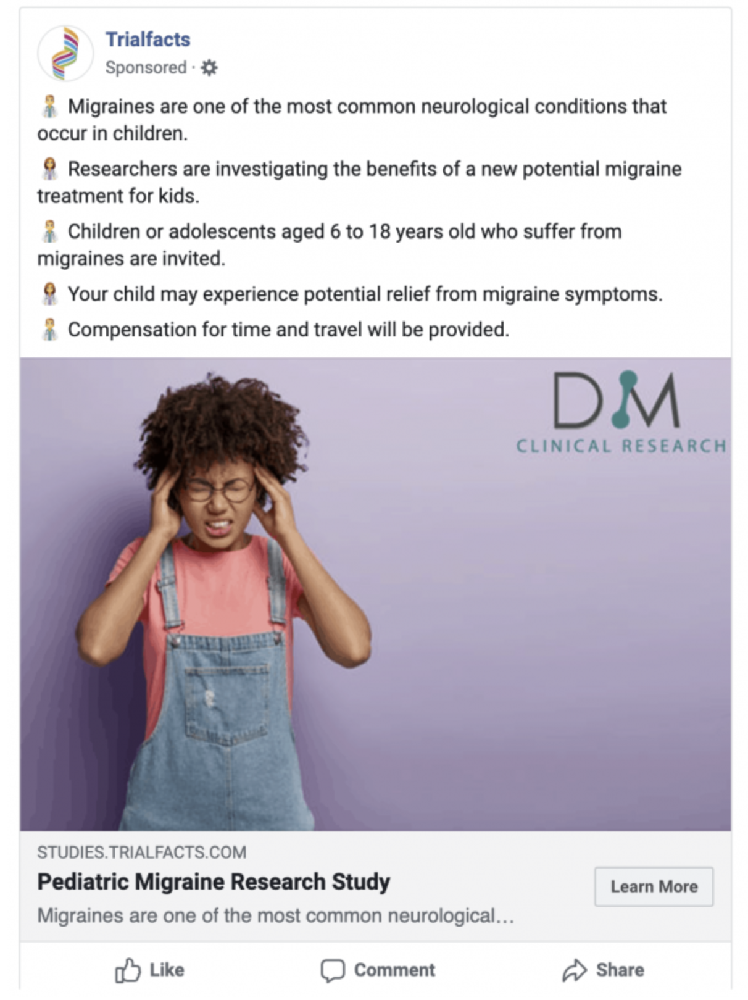 Trialfacts
Sponsored ·
Migraines are one of the most common neurological conditions that
occur in children.
Researchers are investigating the benefits of a new potential migraine
treatment for kids.
Children or adolescents aged 6 to 18 years old who suffer from
migraines are invited.
Your child may experience potential relief from migraine symptoms.
Compensation for time and travel will be provided.
DM
CLINICAL RESEARCH
STUDIES.TRIALFACTS.COM
Pediatric Migraine Research Study
Learn More
Migraines are one of the most common neurological...
Like
Comment
Share